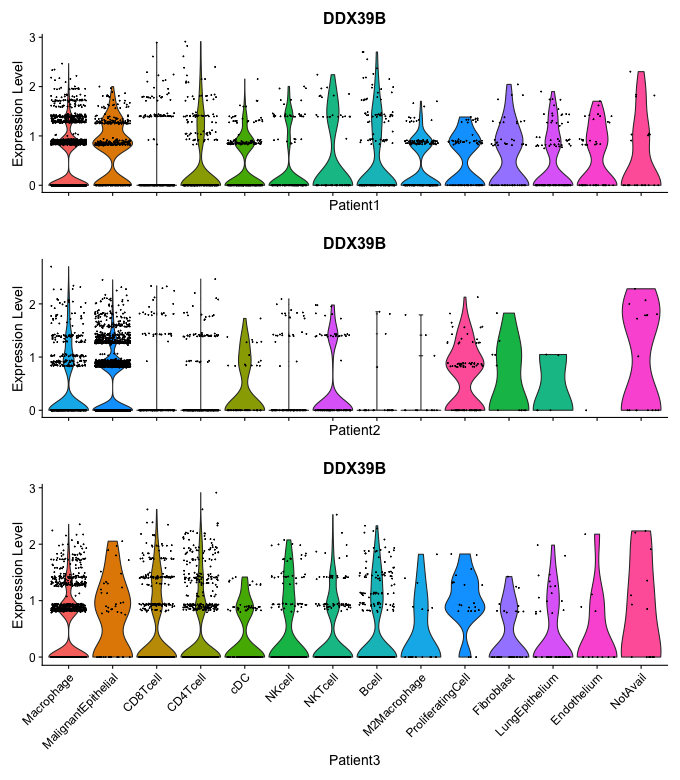 DDX39B
Expression Level
3
2
1
0
Patient1
DDX39B
Expression Level
2
1
0
Patient2
DDX39B
Expression Level
3
2
1
0
Macrophage
MalignantEpithelial
CD8Tcell
CD4Tcell
cDC
NKcell
NKTcell
Bcell
M2Macrophage
ProliferatingCell
Fibroblast
LungEpithelium
Endothelium
NotAvail
Patient3